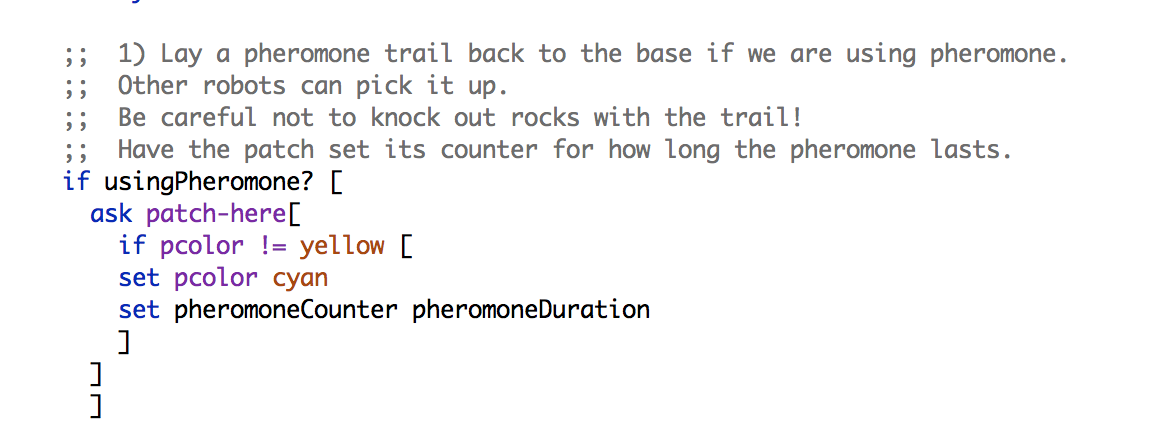 ;;  1) Lay a pheromone trail back to the base if we are using pheromone.
;;  Other robots can pick it up.
;;  Be careful not to knock out rocks with the trail!
;;  Have the patch set its counter for how long the pheromone lasts.
if usingPheromone? [
  ask patch-here[
    if pcolor != yellow [
    set pcolor cyan
    set pheromoneCounter pheromoneDuration
    ]
  ]
  ]